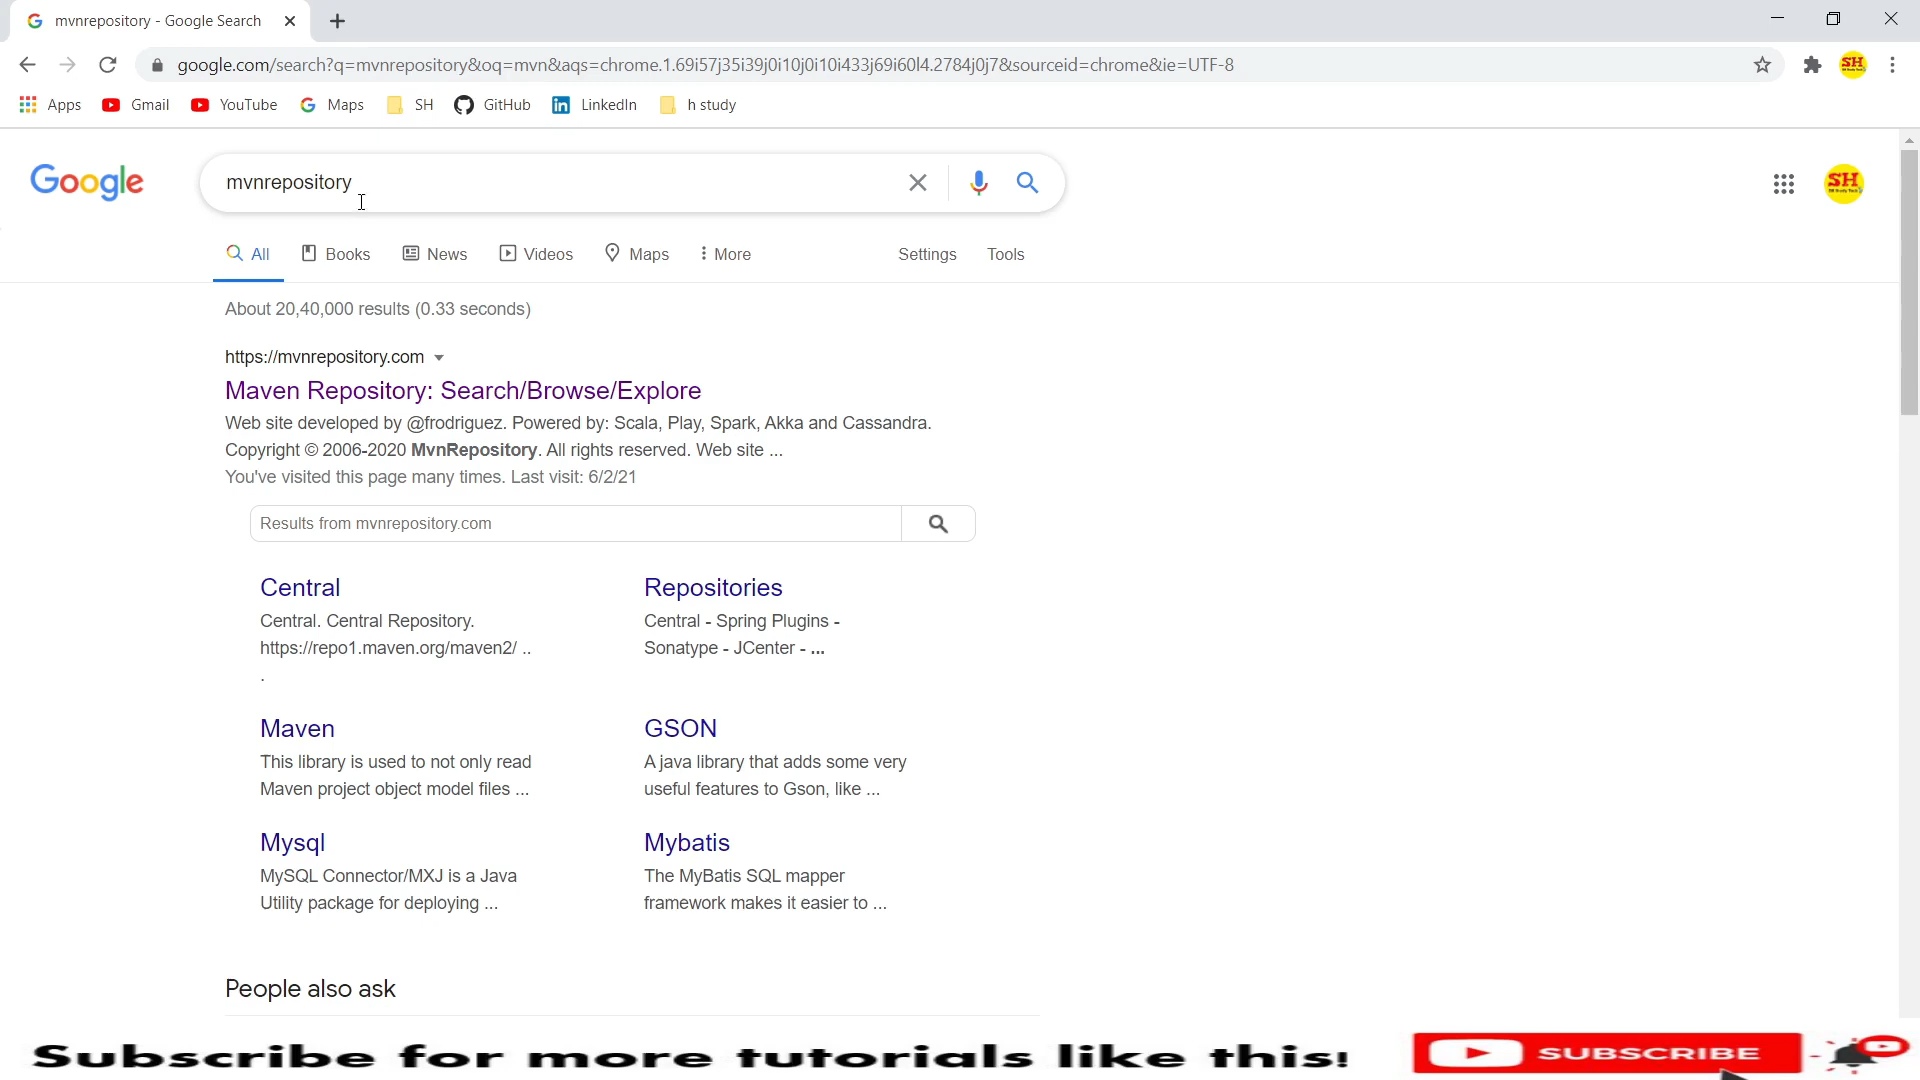 mvnrepository - Google Search
google.com/search?q=mvnrepository&oq=mvn&aqs=chrome.1.69i57j35i39j0i10j0i10i433j69i60l4.2784j0j7&sourceid=chrome&ie=UTF-8
SH
Apps Gmail YouTube Maps SH GitHub LinkedIn h study
Google
mvnrepository
SH
All Books News Videos Maps More Settings Tools
About 20,40,000 results (0.33 seconds)
https://mvnrepository.com
Maven Repository: Search/Browse/Explore
Web site developed by @frodriguez. Powered by: Scala, Play, Spark, Akka and Cassandra.
Copyright © 2006-2020 MvnRepository. All rights reserved. Web site ...
You've visited this page many times. Last visit: 6/2/21
Results from mvnrepository.com
Central
Central. Central Repository.
https://repo1.maven.org/maven2/ ..
.
Repositories
Central - Spring Plugins -
Sonatype - JCenter - ...
Maven
This library is used to not only read
Maven project object model files ...
GSON
A java library that adds some very
useful features to Gson, like ...
Mysql
MySQL Connector/MXJ is a Java
Utility package for deploying ...
Mybatis
The MyBatis SQL mapper
framework makes it easier to ...
People also ask
Subscribe for more tutorials like this!
SUBSCRIBE